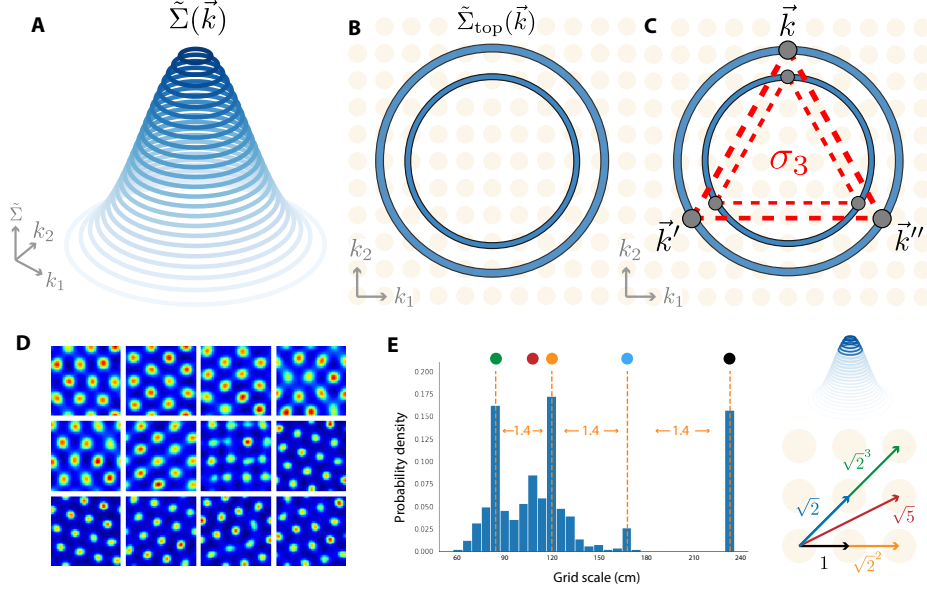 A
Σ̃(k⃗)
B
Σ̃top(k⃗)
C
k⃗
Σ̃
k2
k1
k2
k1
σ3
k⃗′
k⃗′′
k2
k1
D
E
0.200
0.175
0.150
0.125
0.100
0.075
0.050
0.025
0.000
Probability density
1.4
1.4
1.4
60
90
120
150
180
210
240
Grid scale (cm)
√2³
√2
√5
1
√2²